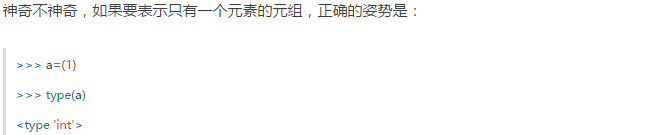 神奇不神奇，如果要表示只有一个元素的元组，正确的姿势是：
>>> a=(1)
>>> type(a)
<type 'int'>